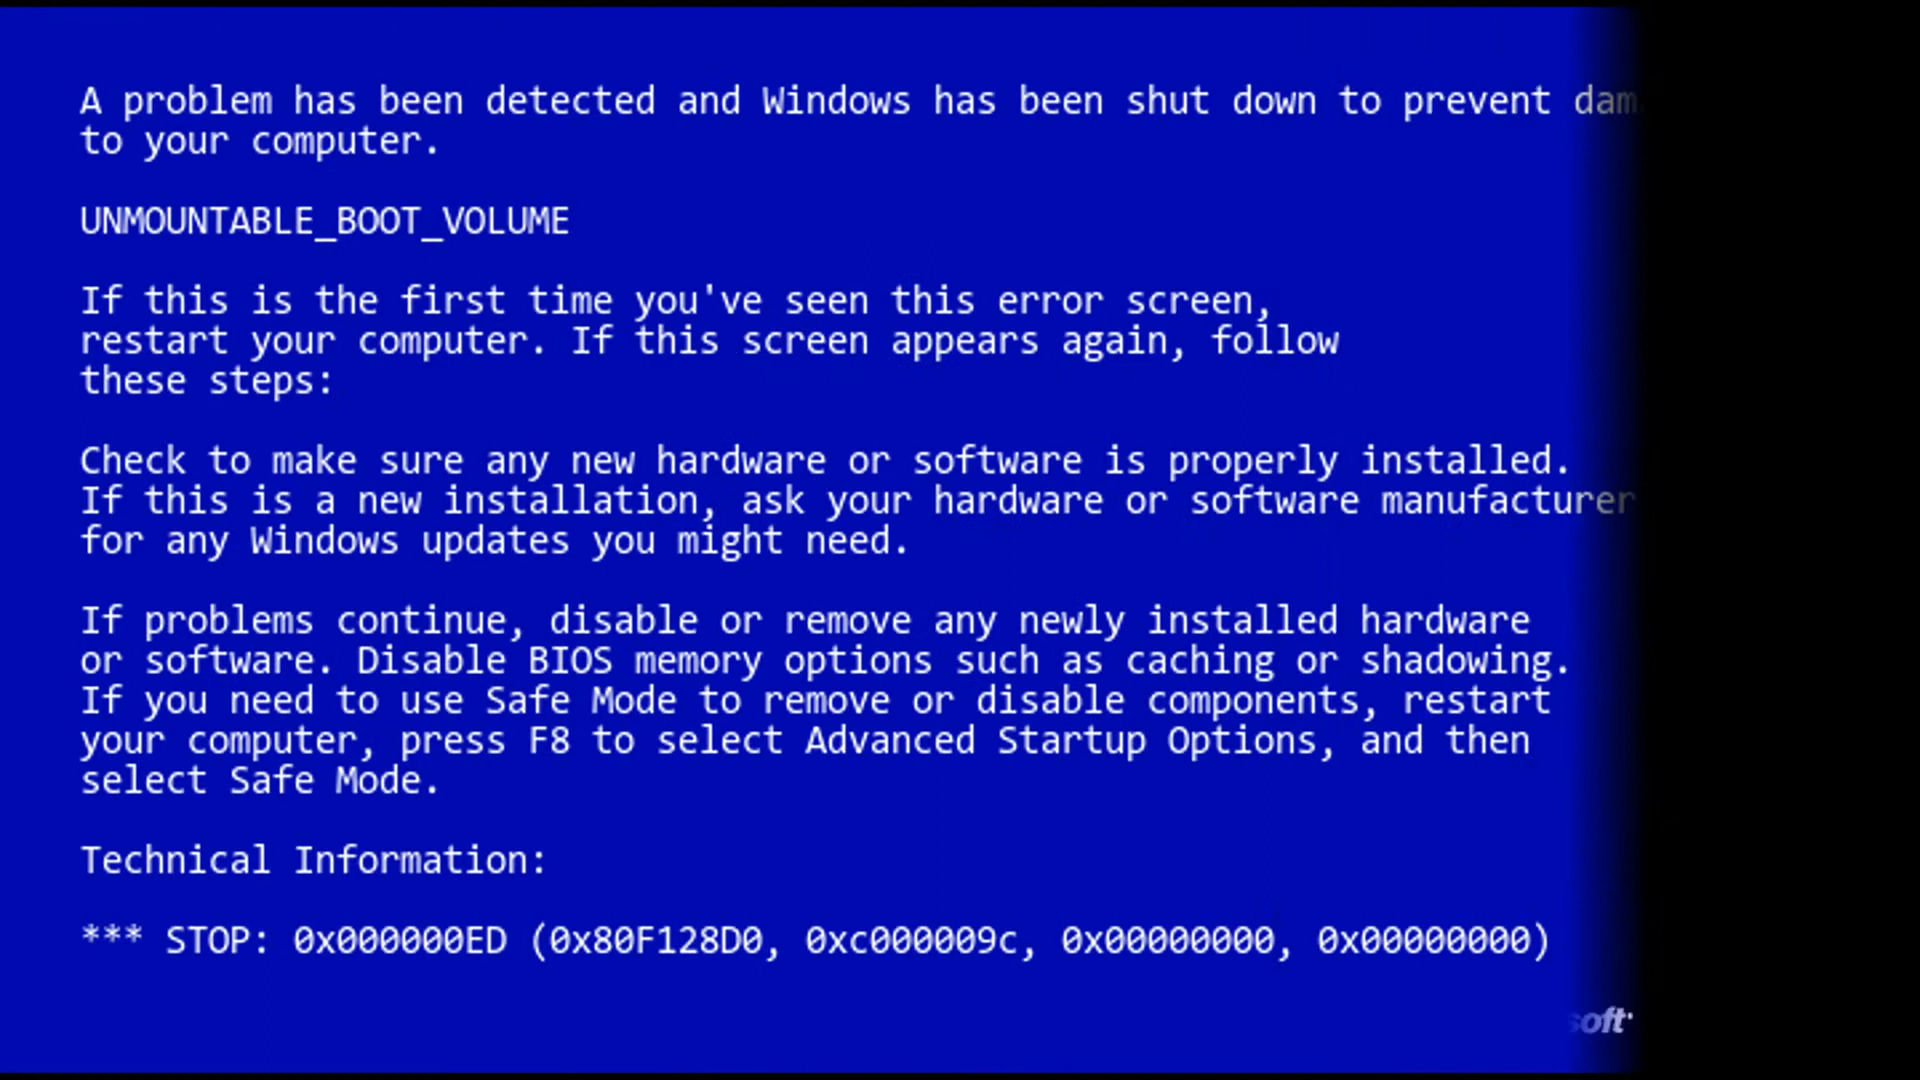 A problem has been detected and Windows has been shut down to prevent
to your computer.
UNMOUNTABLE_BOOT_VOLUME
If this is the first time you've seen this error screen,
restart your computer. If this screen appears again, follow
these steps:
Check to make sure any new hardware or software is properly installed.
If this is a new installation, ask your hardware or software manufacturer
for any Windows updates you might need.
If problems continue, disable or remove any newly installed hardware
or software. Disable BIOS memory options such as caching or shadowing.
If you need to use Safe Mode to remove or disable components, restart
your computer, press F8 to select Advanced Startup Options, and then
select Safe Mode.
Technical Information:
*** STOP: 0x000000ED (0x80F128D0, 0xc000009c, 0x00000000, 0x00000000)